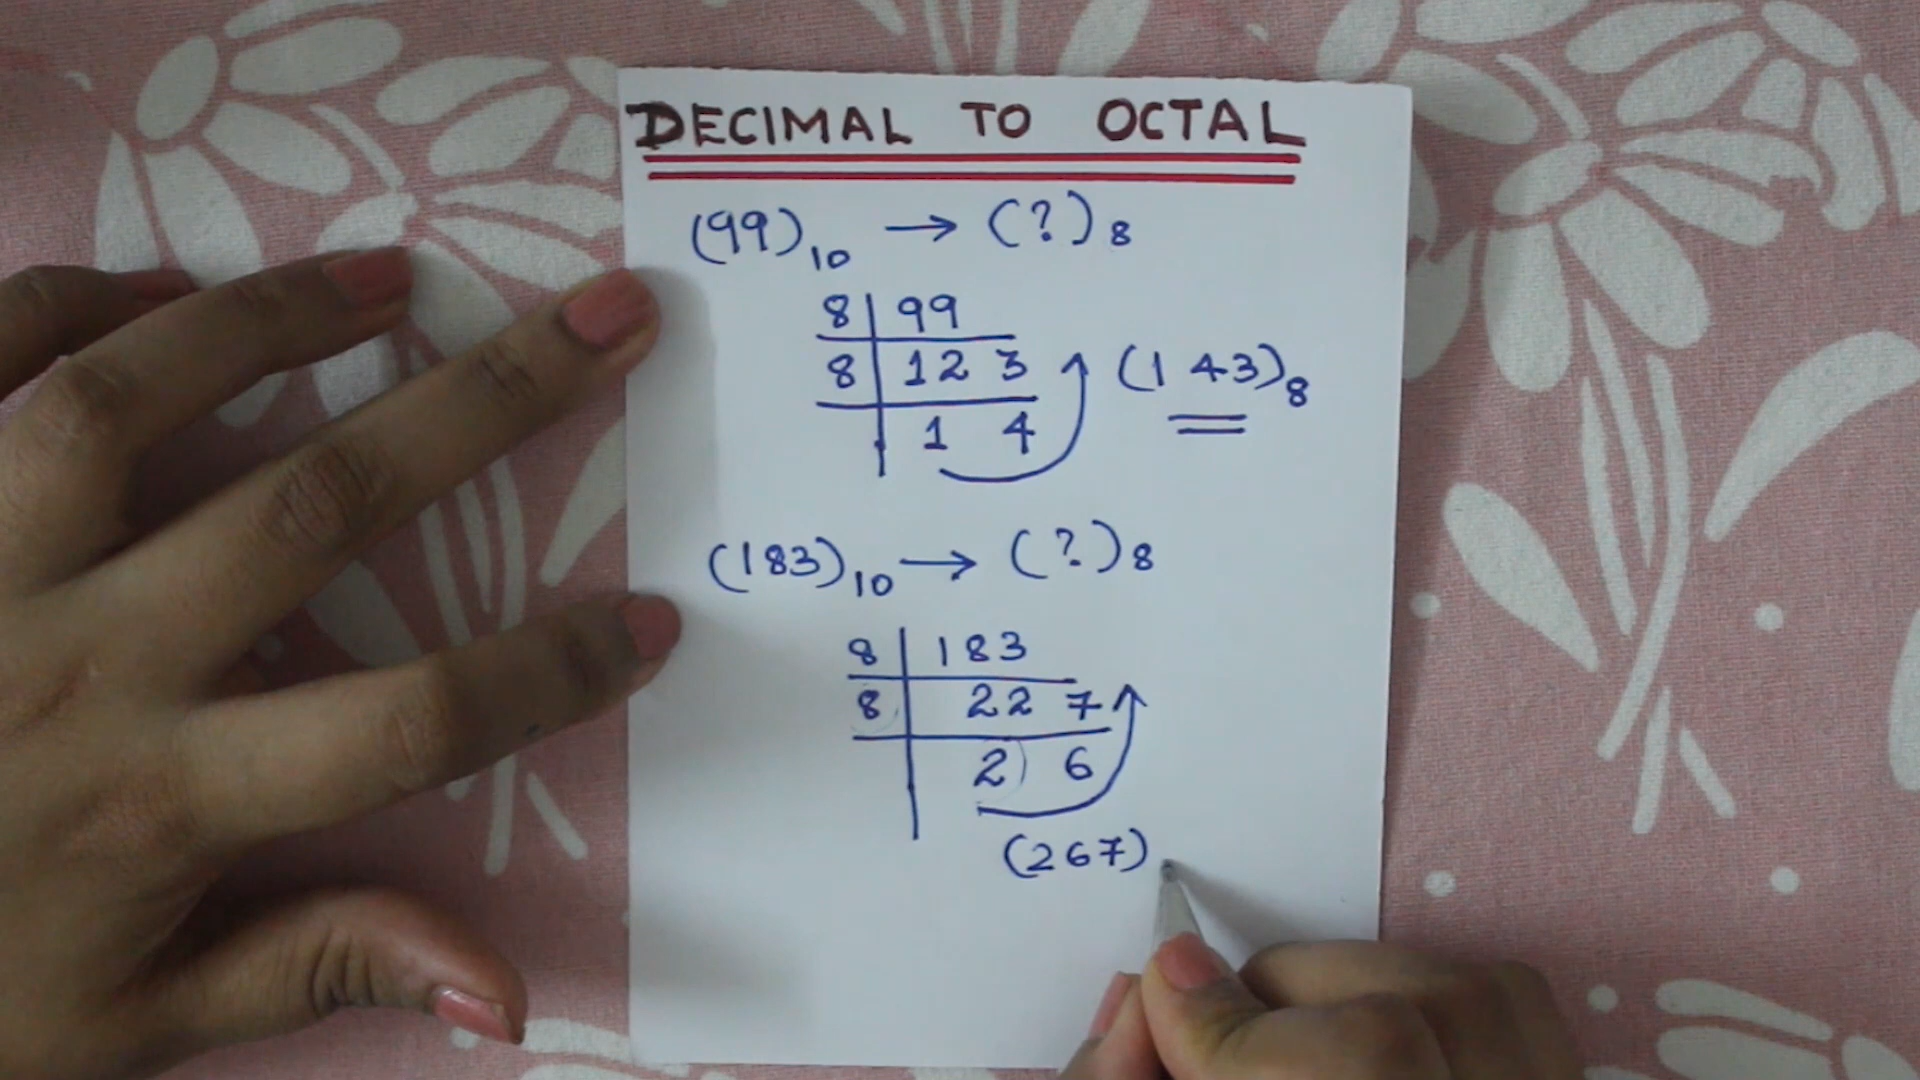 DECIMAL TO OCTAL
(99)10 → (?)8
8 | 99
8 | 12 3
1 4
(143)8
(183)10 → (?)8
8 | 183
8 | 22 7
2 6
(267)